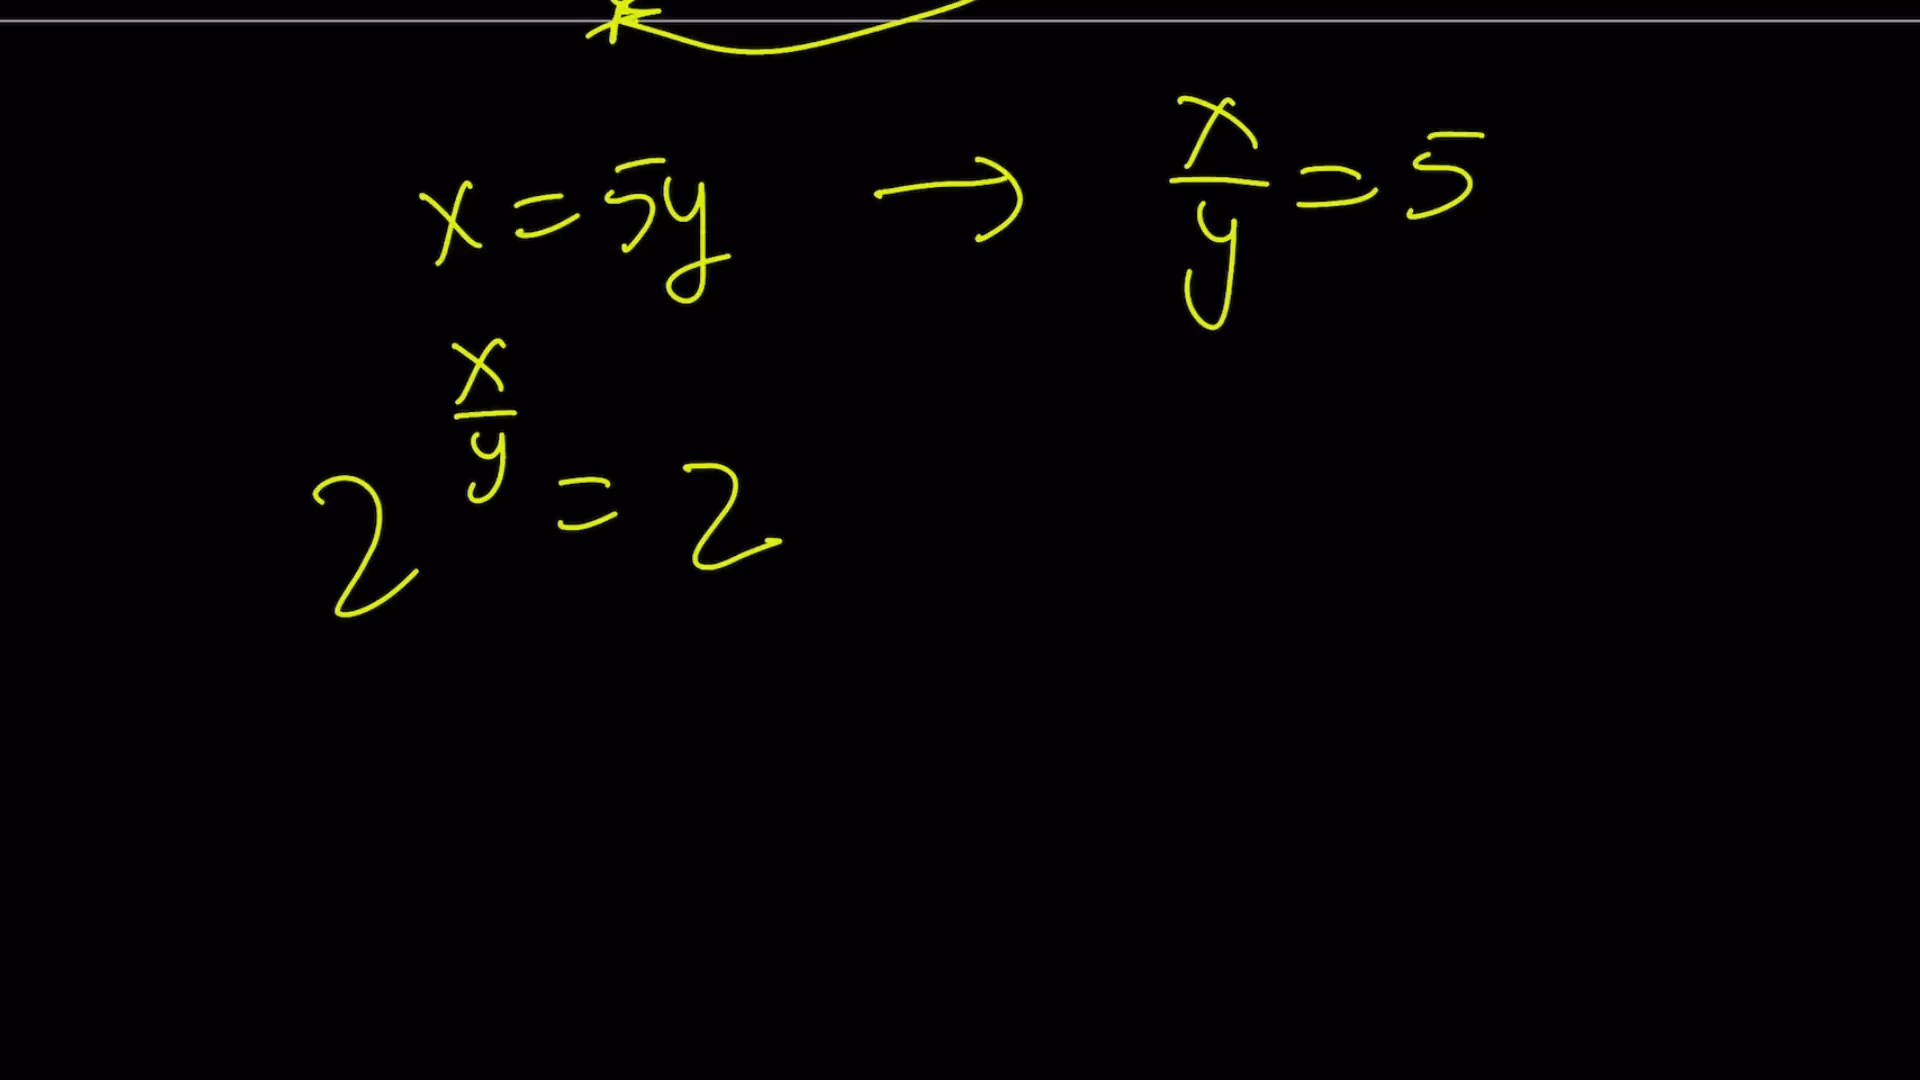 x = 5y → x/y = 5
2^(x/y) = 2